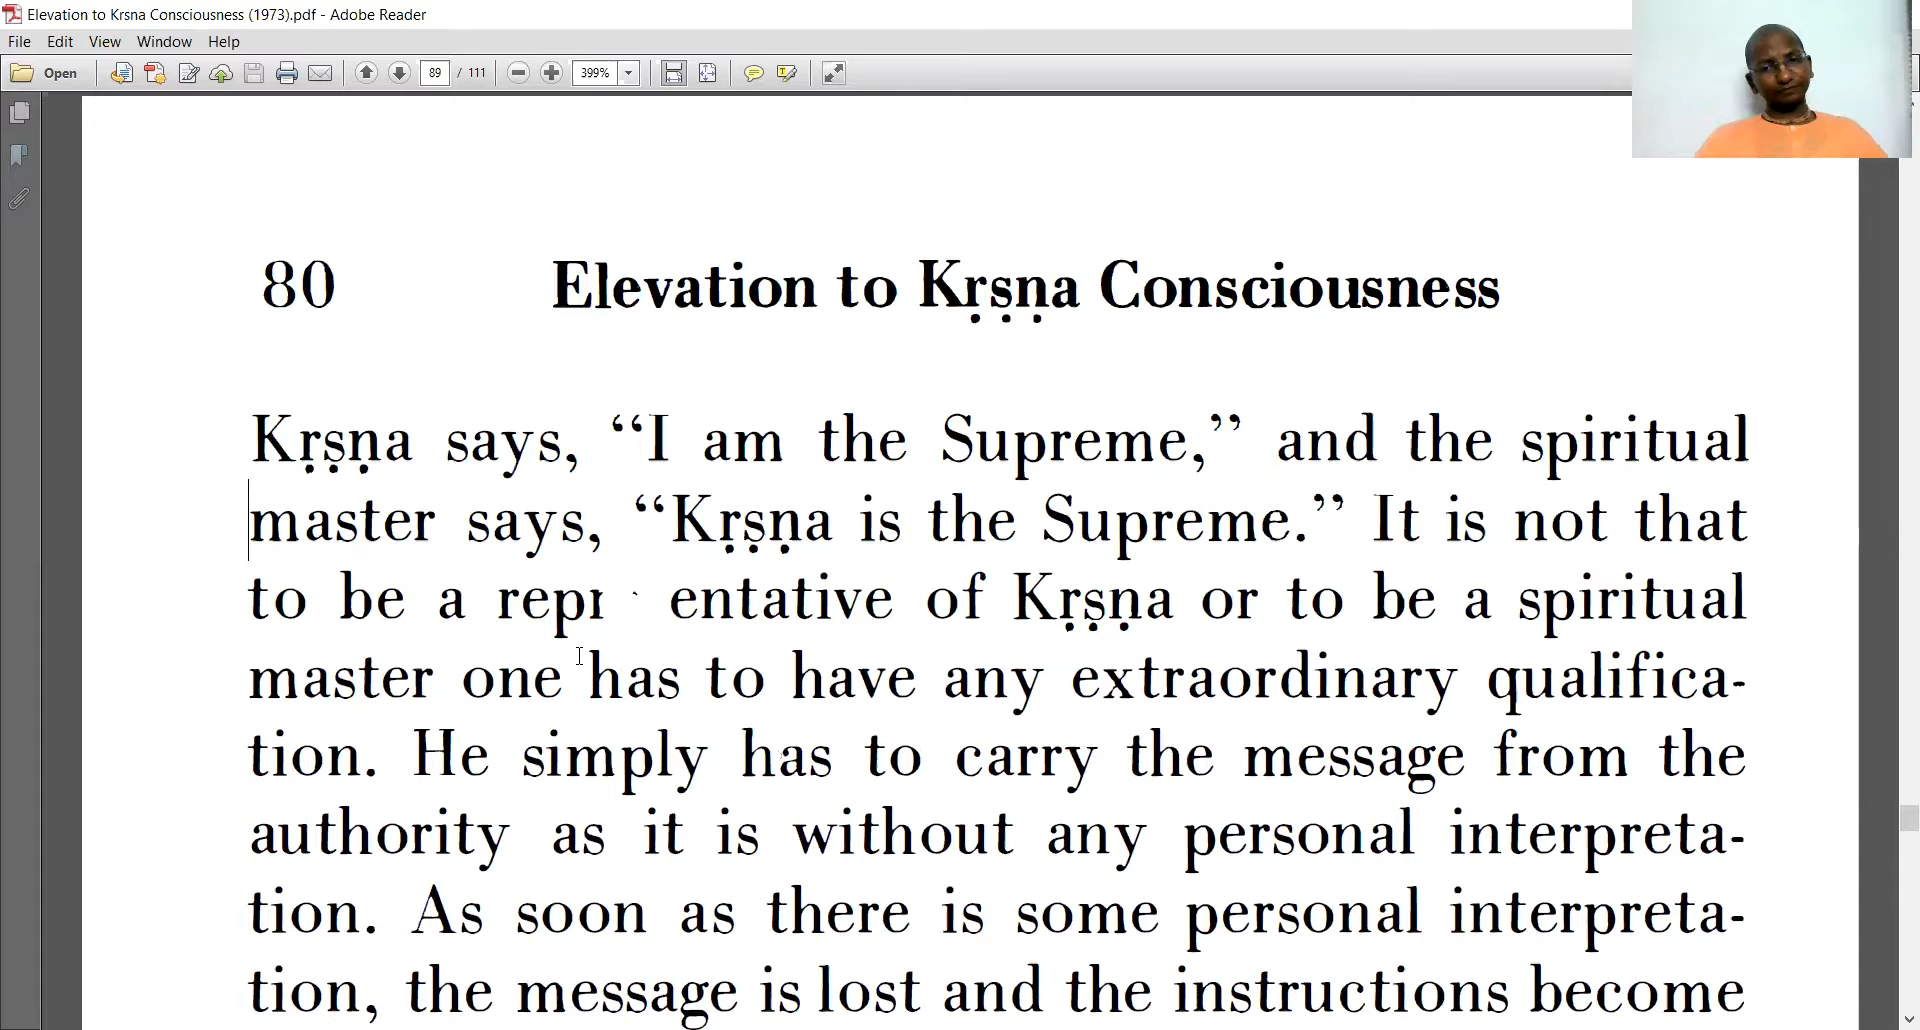 Elevation to Krsna Consciousness (1973).pdf - Adobe Reader
File Edit View Window Help
Open 89 / 111 399%
80 Elevation to Kṛṣṇa Consciousness
Kṛṣṇa says, “I am the Supreme,” and the spiritual
master says, “Kṛṣṇa is the Supreme.” It is not that
to be a repr entative of Kṛṣṇa or to be a spiritual
master one has to have any extraordinary qualifica-
tion. He simply has to carry the message from the
authority as it is without any personal interpreta-
tion. As soon as there is some personal interpreta-
tion, the message is lost and the instructions become